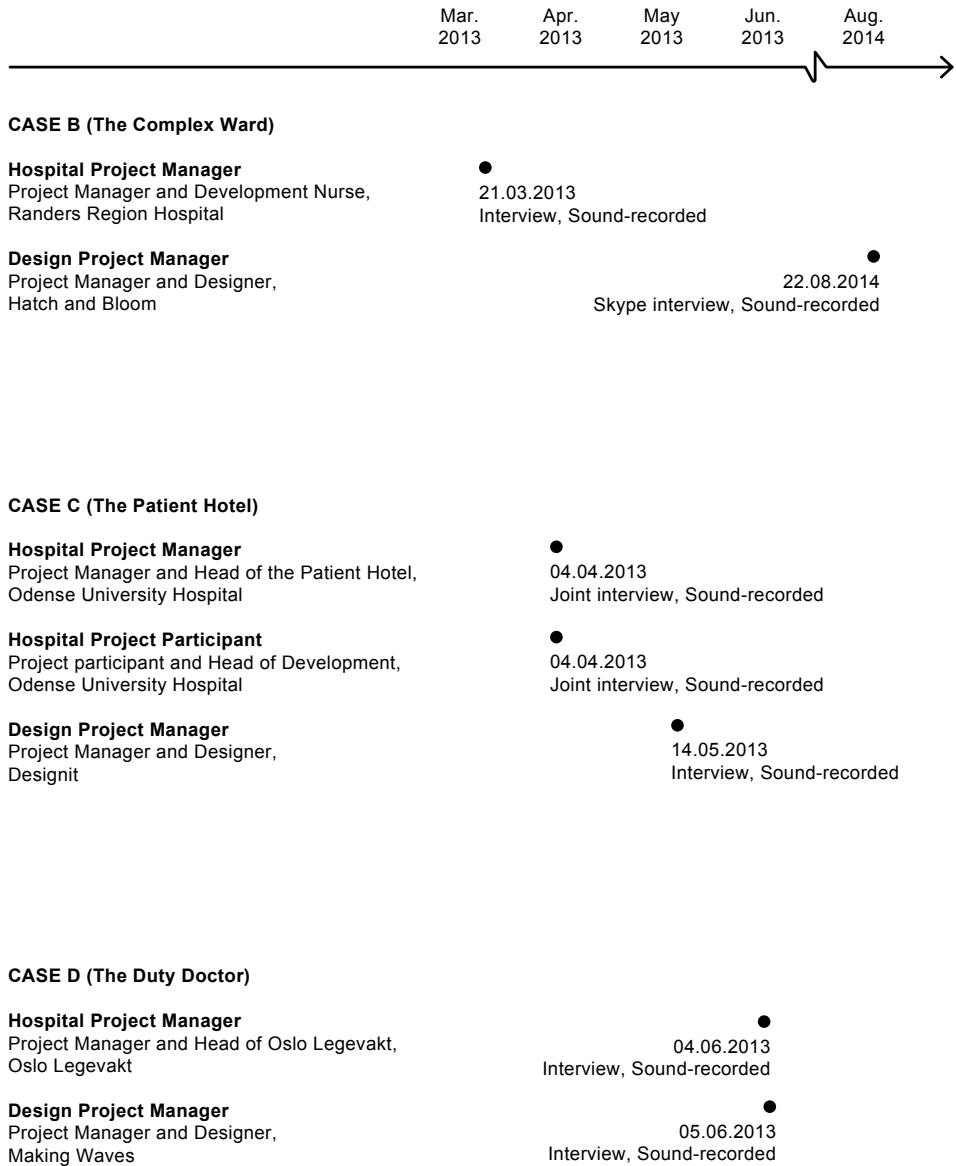 Mar. Apr. May Jun. Aug.
2013 2013 2013 2013 2014
CASE B (The Complex Ward)
Hospital Project Manager
Project Manager and Development Nurse,
Randers Region Hospital
21.03.2013
Interview, Sound-recorded
Design Project Manager
Project Manager and Designer,
Hatch and Bloom
22.08.2014
Skype interview, Sound-recorded
CASE C (The Patient Hotel)
Hospital Project Manager
Project Manager and Head of the Patient Hotel,
Odense University Hospital
04.04.2013
Joint interview, Sound-recorded
Hospital Project Participant
Project participant and Head of Development,
Odense University Hospital
04.04.2013
Joint interview, Sound-recorded
Design Project Manager
Project Manager and Designer,
Designit
14.05.2013
Interview, Sound-recorded
CASE D (The Duty Doctor)
Hospital Project Manager
Project Manager and Head of Oslo Legevakt,
Oslo Legevakt
04.06.2013
Interview, Sound-recorded
Design Project Manager
Project Manager and Designer,
Making Waves
05.06.2013
Interview, Sound-recorded